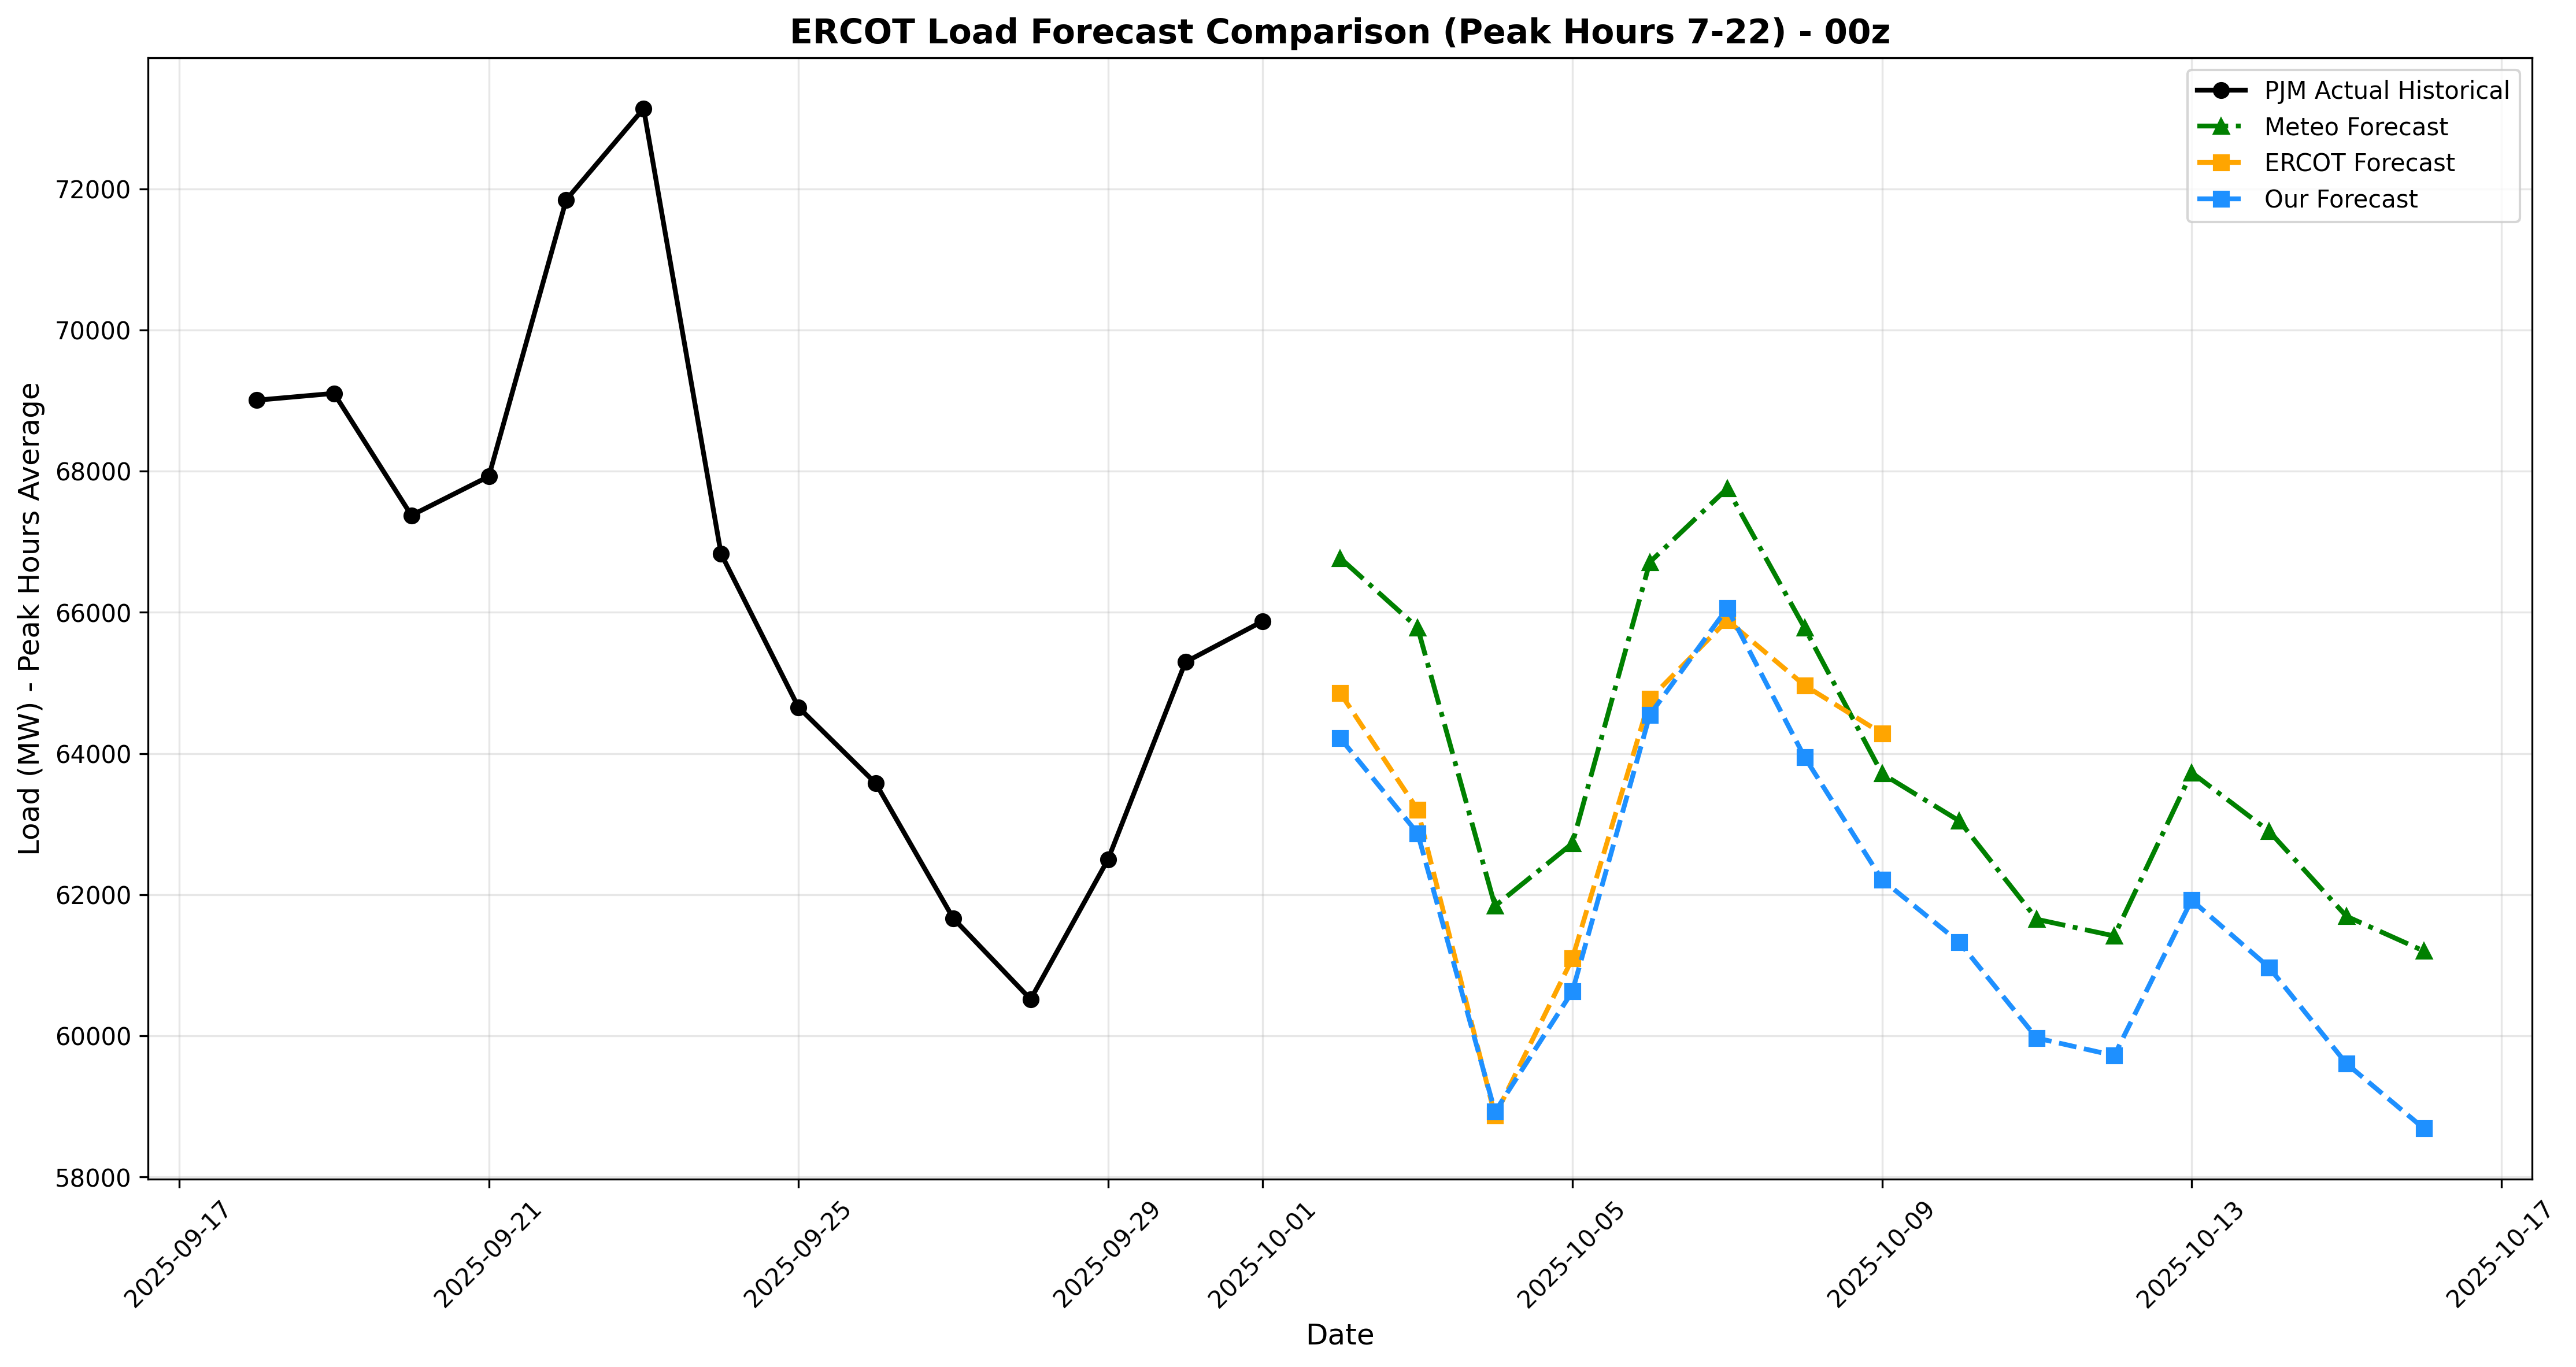 ERCOT Load Forecast Comparison (Peak Hours 7-22) - 00z
PJM Actual Historical
Meteo Forecast
ERCOT Forecast
Our Forecast
Load (MW) - Peak Hours Average
72000
70000
68000
66000
64000
62000
60000
58000
2025-09-17
2025-09-21
2025-09-25
2025-09-29
2025-10-01
2025-10-05
2025-10-09
2025-10-13
2025-10-17
Date